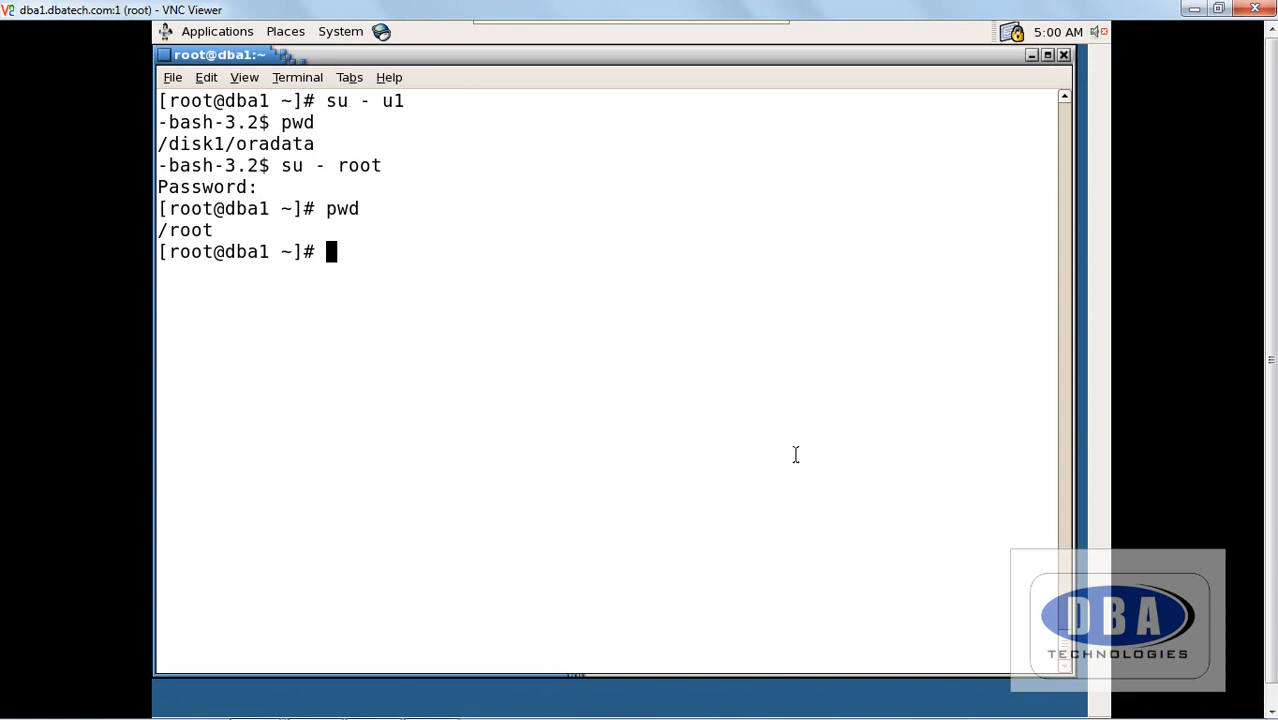 dba1.dbatech.com:1 (root) - VNC Viewer
Applications Places System 5:00 AM
root@dba1:~
File Edit View Terminal Tabs Help
[root@dba1 ~]# su - u1
-bash-3.2$ pwd
/disk1/oradata
-bash-3.2$ su - root
Password:
[root@dba1 ~]# pwd
/root
[root@dba1 ~]#
DBA
TECHNOLOGIES